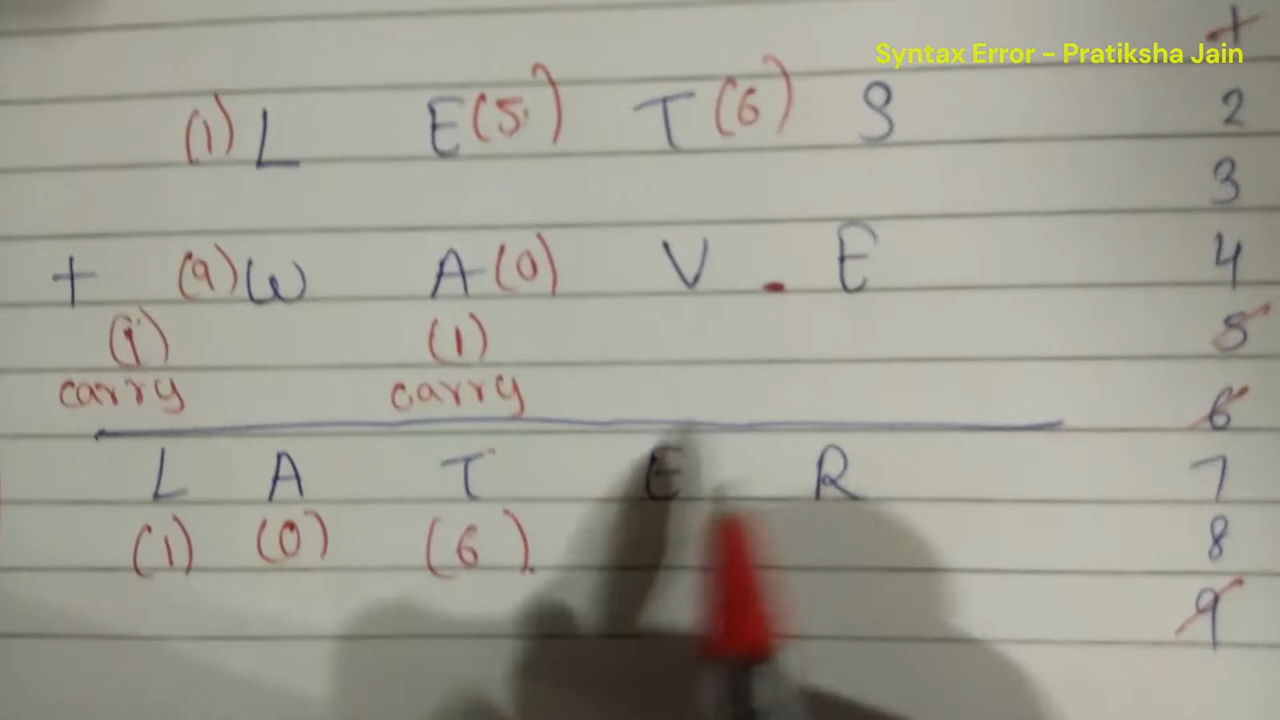 +
Syntax Error - Pratiksha Jain
(1) L E (5) T (6) S 2
3
+ (9) W A (0) V . E 4
(1) (1) 5
carry carry 6
L A T E R 7
(1) (0) (6) 8
9